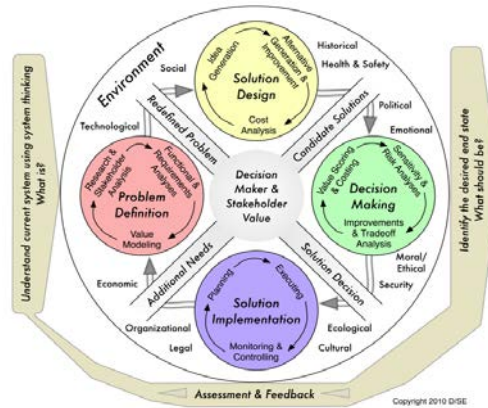 Environment
Historical
Health & Safety
Social
Political
Emotional
Technological
Moral/
Ethical
Security
Economic
Organizational
Legal
Ecological
Cultural
Idea
Generation
Alternative
Generation &
Improvement
Solution
Design
Cost
Analysis
Redefined Problem
Candidate Solutions
Research &
Stakeholder
Analysis
Functional &
Requirements
Analyses
Problem
Definition
Value Modeling
Decision
Maker &
Stakeholder
Value
Value Scoring
& Costing
Sensitivity &
Risk Analyses
Decision
Making
Improvements
& Tradeoff
Analysis
Additional Needs
Solution Decision
Planning
Executing
Solution
Implementation
Monitoring &
Controlling
Understand current system using system thinking
What is?
Identify the desired end state
What should be?
Assessment & Feedback
Copyright 2010 D/SE